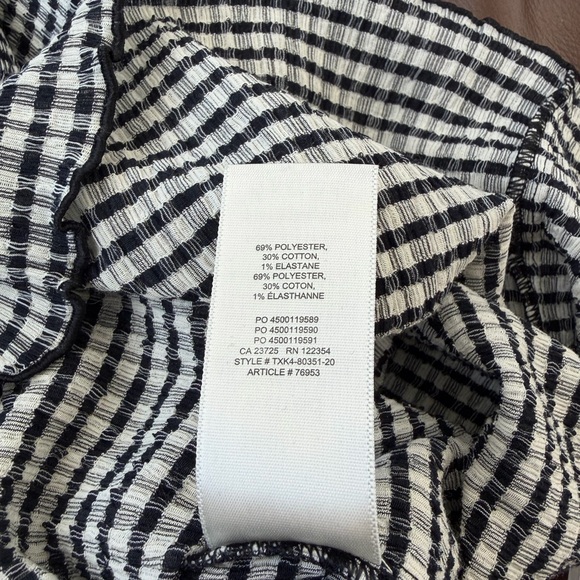 69% POLYESTER,
30% COTTON,
1% ELASTANE
69% POLYESTER,
30% COTON,
1% ÉLASTHANNE
PO 4500119589
PO 4500119590
PO 4500119591
CA 23725 RN 122354
STYLE # TXK4-80351-20
ARTICLE # 76953